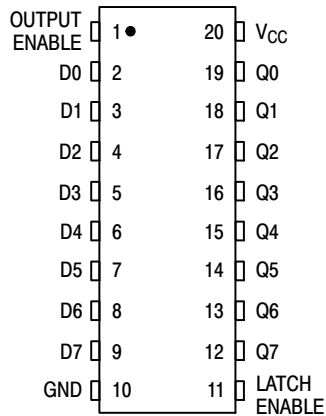 OUTPUT
ENABLE 1 20 VCC
D0 2 19 Q0
D1 3 18 Q1
D2 4 17 Q2
D3 5 16 Q3
D4 6 15 Q4
D5 7 14 Q5
D6 8 13 Q6
D7 9 12 Q7
GND 10 11 LATCH
ENABLE